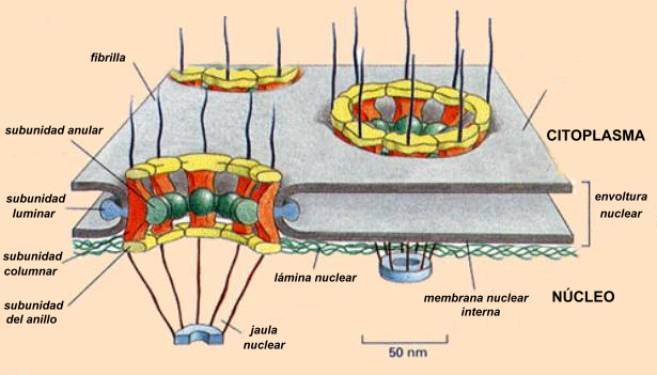 fibrilla
subunidad anular
CITOPLASMA
subunidad
luminar
envoltura
nuclear
subunidad
columnar
lámina nuclear
membrana nuclear
interna
NÚCLEO
subunidad
del anillo
jaula
nuclear
50 nm